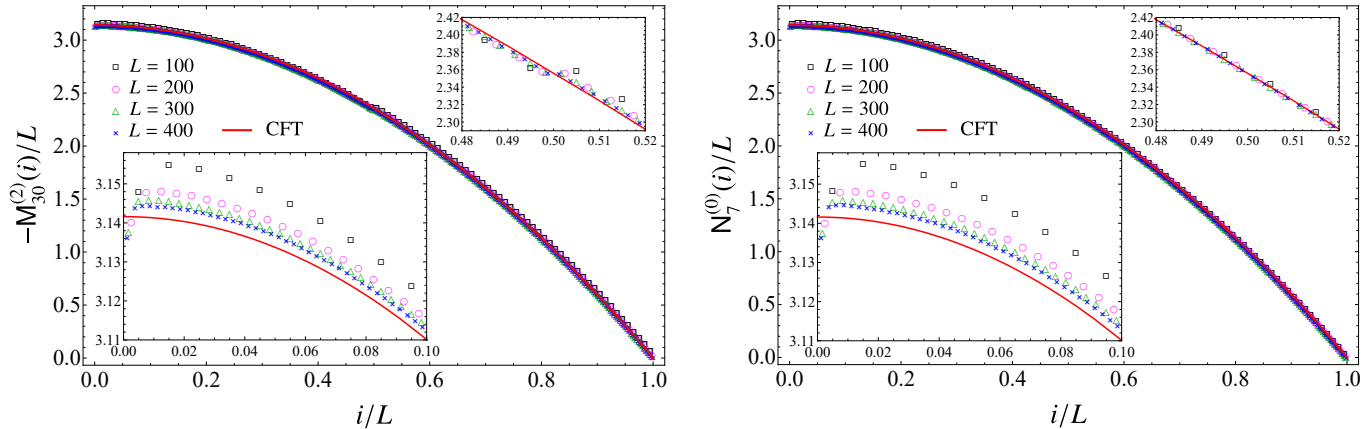 −M₃₀⁽²⁾(i)/L
3.0
2.5
2.0
1.5
1.0
0.5
0.0
L = 100
L = 200
L = 300
L = 400
CFT
2.42
2.40
2.38
2.36
2.34
2.32
2.30
0.48 0.49 0.50 0.51 0.52
3.15
3.14
3.13
3.12
3.11
0.00 0.02 0.04 0.06 0.08 0.10
0.0 0.2 0.4 0.6 0.8 1.0
i/L
N₇⁽⁰⁾(i)/L
3.0
2.5
2.0
1.5
1.0
0.5
0.0
L = 100
L = 200
L = 300
L = 400
CFT
2.42
2.40
2.38
2.36
2.34
2.32
2.30
0.48 0.49 0.50 0.51 0.52
3.15
3.14
3.13
3.12
3.11
0.00 0.02 0.04 0.06 0.08 0.10
0.0 0.2 0.4 0.6 0.8 1.0
i/L